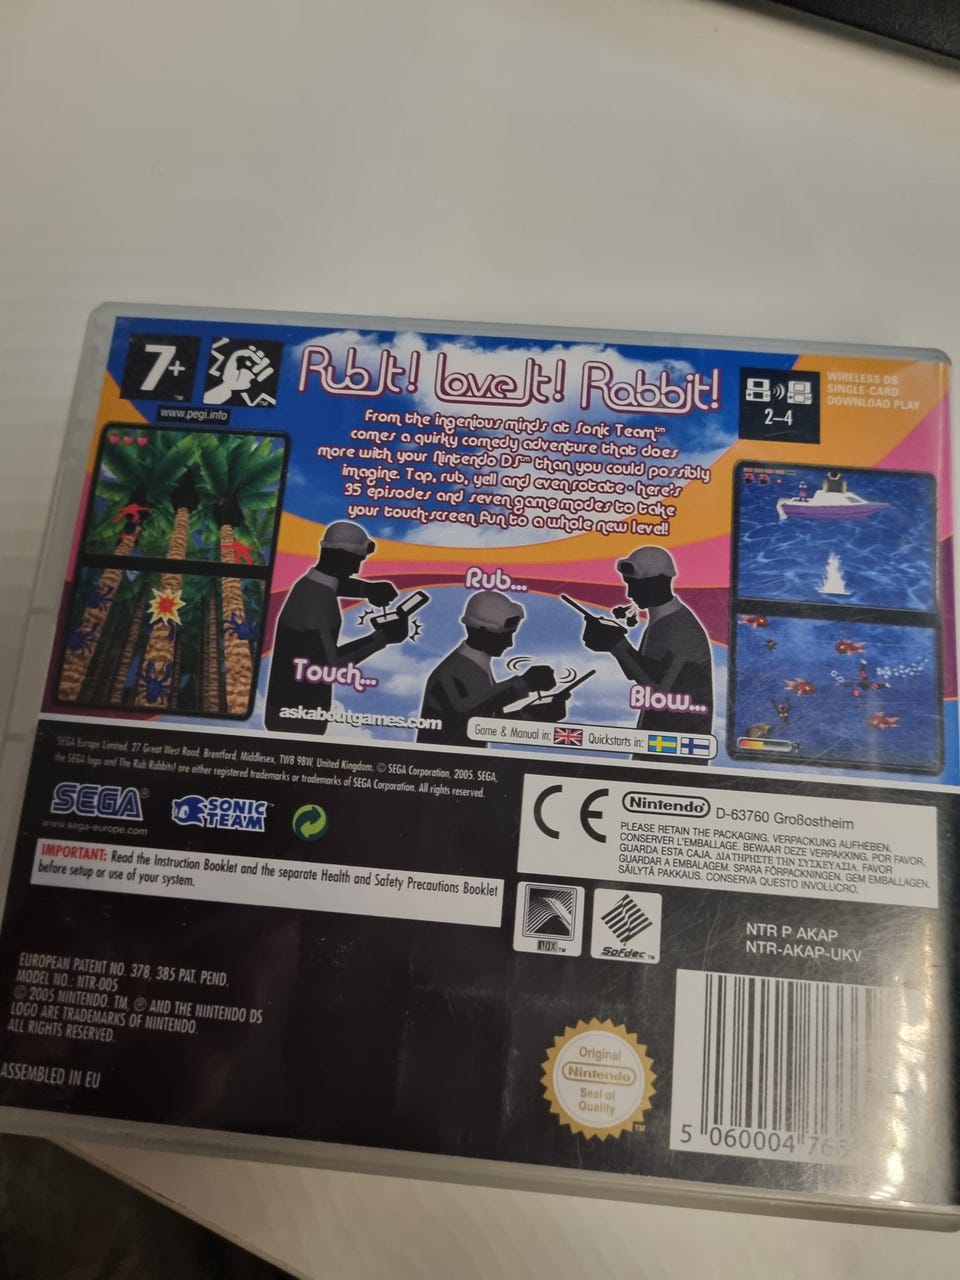 7+
www.pegi.info
Rub It! Love It! Rabbit!
From the ingenious minds at Sonic Team™
comes a quirky comedy adventure that does
more with your Nintendo DS™ than you could possibly
imagine. Tap, rub, yell and even rotate - here's
35 episodes and seven game modes to take
your touch-screen fun to a whole new level!
2-4
WIRELESS DS
SINGLE-CARD
DOWNLOAD PLAY
Touch...
Rub...
Blow...
askaboutgames.com
Game & Manual in:
Quickstarts in:
SEGA Europe Limited, 27 Great West Road, Brentford, Middlesex, TW8 9BW, United Kingdom. © SEGA Corporation, 2005. SEGA,
the SEGA logo and The Rub Rabbits! are either registered trademarks or trademarks of SEGA Corporation. All rights reserved.
SEGA®
www.sega-europe.com
SONIC
TEAM™
IMPORTANT: Read the Instruction Booklet and the separate Health and Safety Precautions Booklet
before setup or use of your system.
CE
Nintendo®
D-63760 Großostheim
PLEASE RETAIN THE PACKAGING. VERPACKUNG AUFHEBEN.
CONSERVER L'EMBALLAGE. BEWAAR DEZE VERPAKKING. POR FAVOR,
GUARDA ESTA CAJA. ΔΙΑΤΗΡΗΣΤΕ ΤΗΝ ΣΥΣΚΕΥΑΣΙΑ. FAVOR
GUARDAR A EMBALAGEM. SPARA FÖRPACKNINGEN. GEM EMBALLAGEN.
SÄILYTÄ PAKKAUS. CONSERVA QUESTO INVOLUCRO.
ADX™
Sofdec™
NTR P AKAP
NTR-AKAP-UKV
EUROPEAN PATENT NO. 378, 385 PAT. PEND.
MODEL NO.: NTR-005
© 2005 NINTENDO. TM, ® AND THE NINTENDO DS
LOGO ARE TRADEMARKS OF NINTENDO.
ALL RIGHTS RESERVED.
ASSEMBLED IN EU
Original
Nintendo
Seal of
Quality
TM
5 060004 76